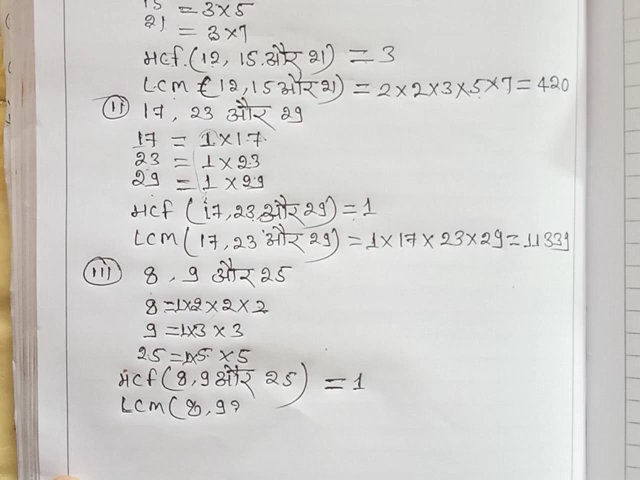 15 = 3×5
21 = 3×7
HCF (12, 15 और 21) = 3
LCM (12, 15 और 21) = 2×2×3×5×7 = 420
(ii) 17, 23 और 29
17 = 1×17
23 = 1×23
29 = 1×29
HCF (17, 23 और 29) = 1
LCM (17, 23 और 29) = 1×17×23×29 = 11339
(iii) 8, 9 और 25
8 = 1×2×2×2
9 = 1×3×3
25 = 1×5×5
HCF (8, 9 और 25) = 1
LCM (8, 9